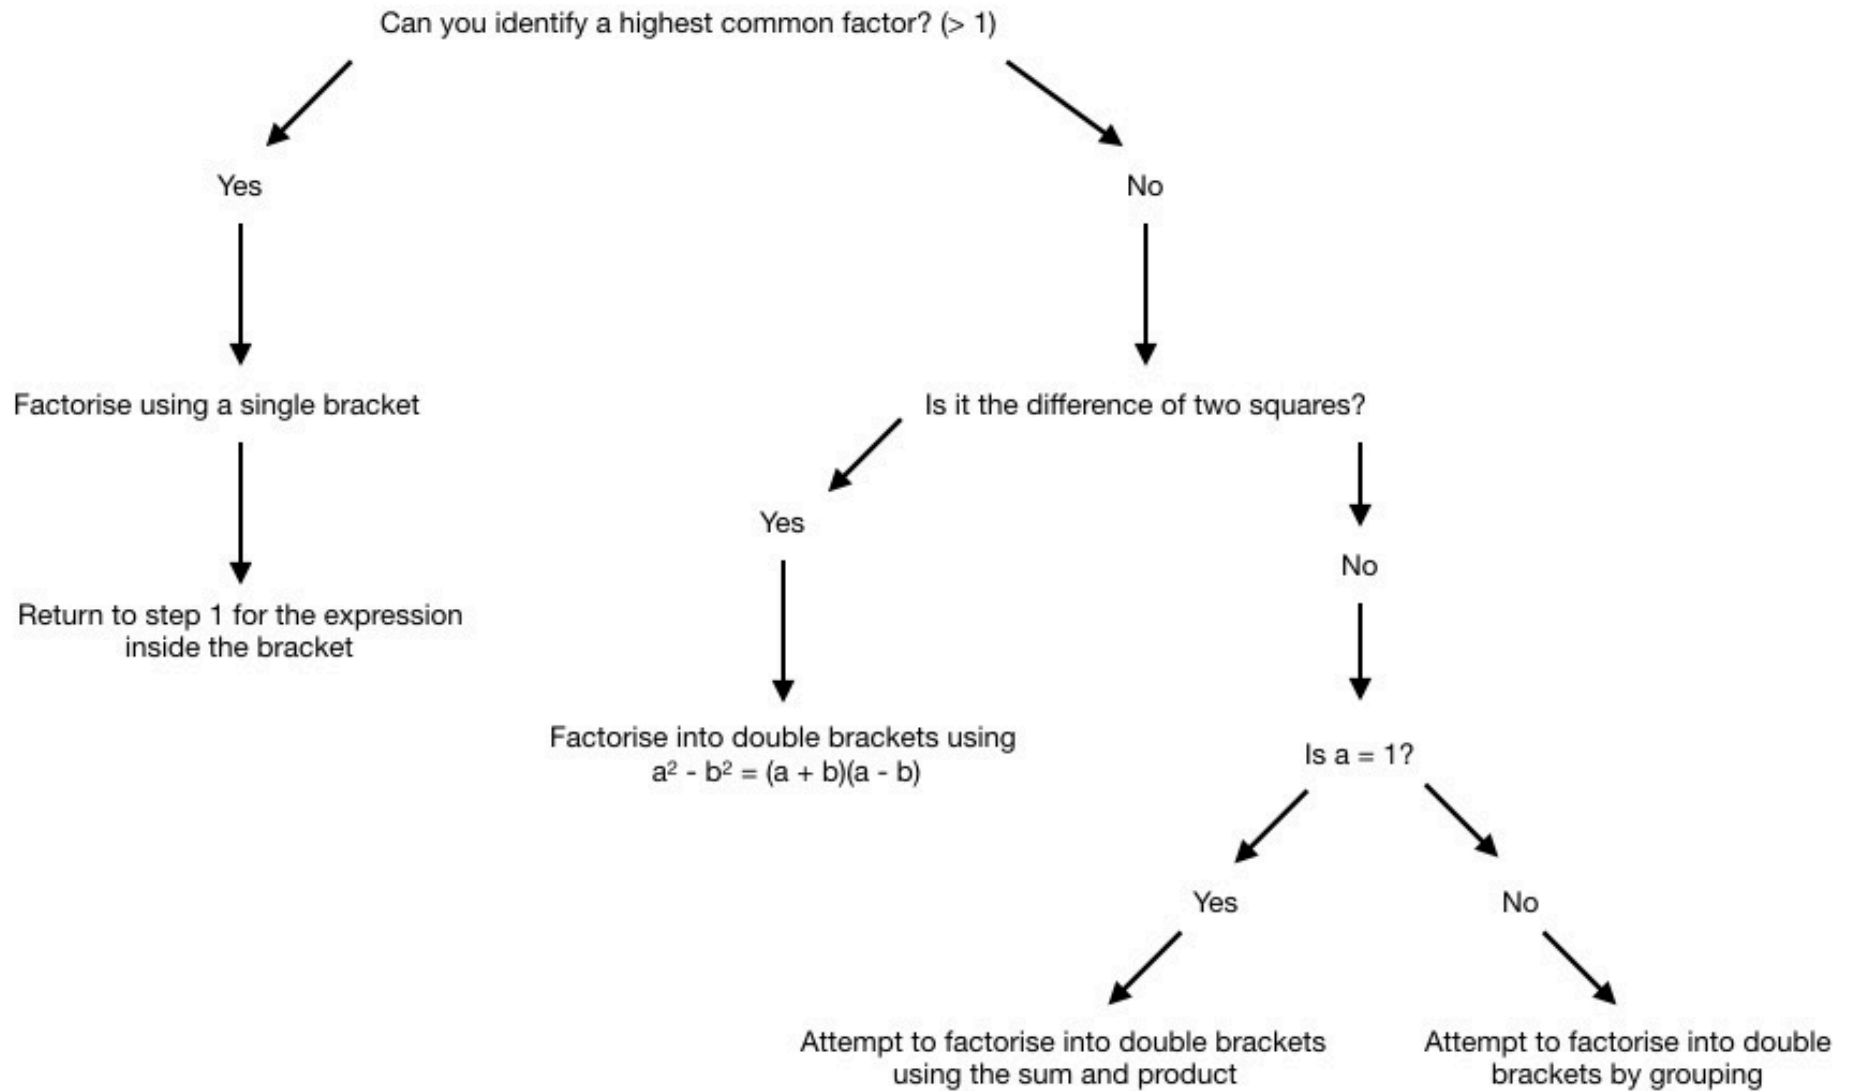 Can you identify a highest common factor? (> 1)
Yes
No
Factorise using a single bracket
Is it the difference of two squares?
Yes
No
Return to step 1 for the expression
inside the bracket
Factorise into double brackets using
a² - b² = (a + b)(a - b)
Is a = 1?
Yes
No
Attempt to factorise into double brackets
using the sum and product
Attempt to factorise into double
brackets by grouping